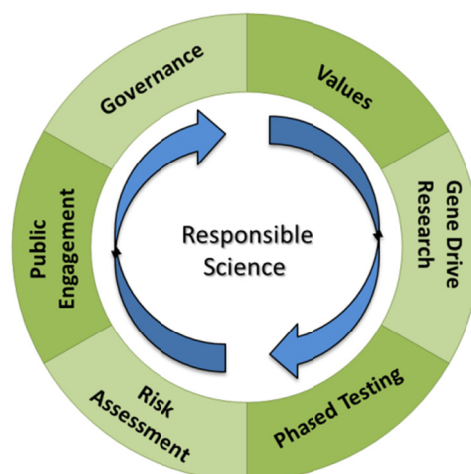 Governance
Values
Gene Drive
Research
Phased Testing
Risk
Assessment
Public
Engagement
Responsible
Science